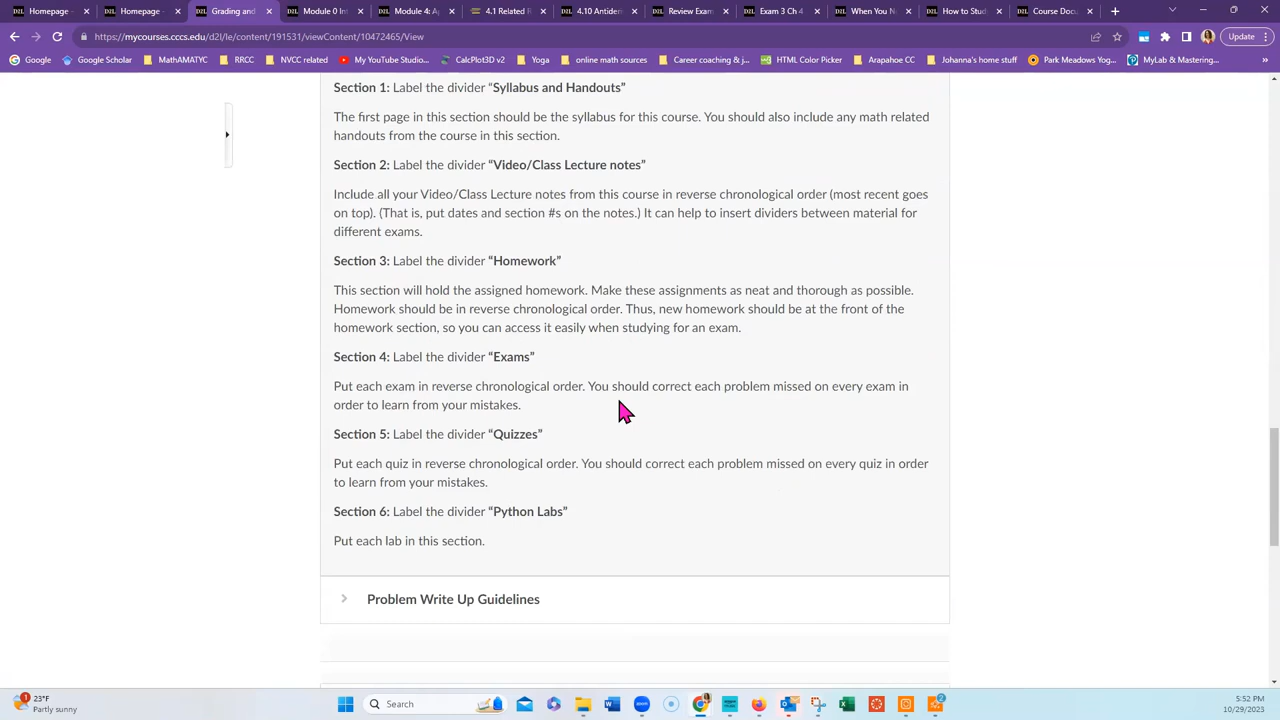 Homepage -
Homepage -
Grading and
Module 0 Im
Module 4: Ap
4.1 Related R
4.10 Antider
Review Exam
Exam 3 Ch 4
When You N
How to Stud
Course Docu
https://mycourses.cccs.edu/d2l/le/content/191531/viewContent/10472465/View
Update
Google
Google Scholar
MathAMATYC
RRCC
NVCC related
My YouTube Studio...
CalcPlot3D v2
Yoga
online math sources
Career coaching & j...
HTML Color Picker
Arapahoe CC
Johanna's home stuff
Park Meadows Yog...
MyLab & Mastering...
Section 1: Label the divider “Syllabus and Handouts”
The first page in this section should be the syllabus for this course. You should also include any math related
handouts from the course in this section.
Section 2: Label the divider “Video/Class Lecture notes”
Include all your Video/Class Lecture notes from this course in reverse chronological order (most recent goes
on top). (That is, put dates and section #s on the notes.) It can help to insert dividers between material for
different exams.
Section 3: Label the divider “Homework”
This section will hold the assigned homework. Make these assignments as neat and thorough as possible.
Homework should be in reverse chronological order. Thus, new homework should be at the front of the
homework section, so you can access it easily when studying for an exam.
Section 4: Label the divider “Exams”
Put each exam in reverse chronological order. You should correct each problem missed on every exam in
order to learn from your mistakes.
Section 5: Label the divider “Quizzes”
Put each quiz in reverse chronological order. You should correct each problem missed on every quiz in order
to learn from your mistakes.
Section 6: Label the divider “Python Labs”
Put each lab in this section.
Problem Write Up Guidelines
23°F
Partly sunny
Search
5:52 PM
10/29/2023